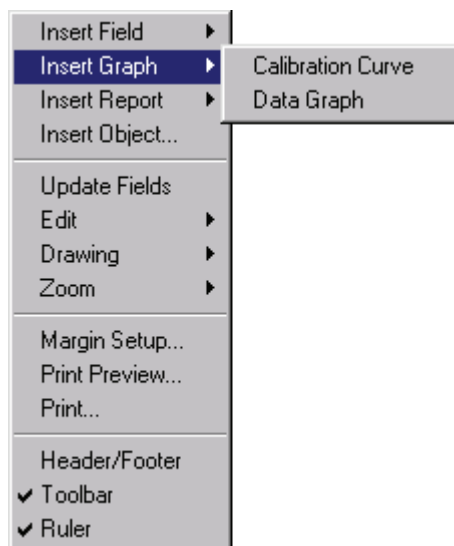 Insert Field
Insert Graph
Calibration Curve
Insert Report
Data Graph
Insert Object...
Update Fields
Edit
Drawing
Zoom
Margin Setup...
Print Preview...
Print...
Header/Footer
Toolbar
Ruler